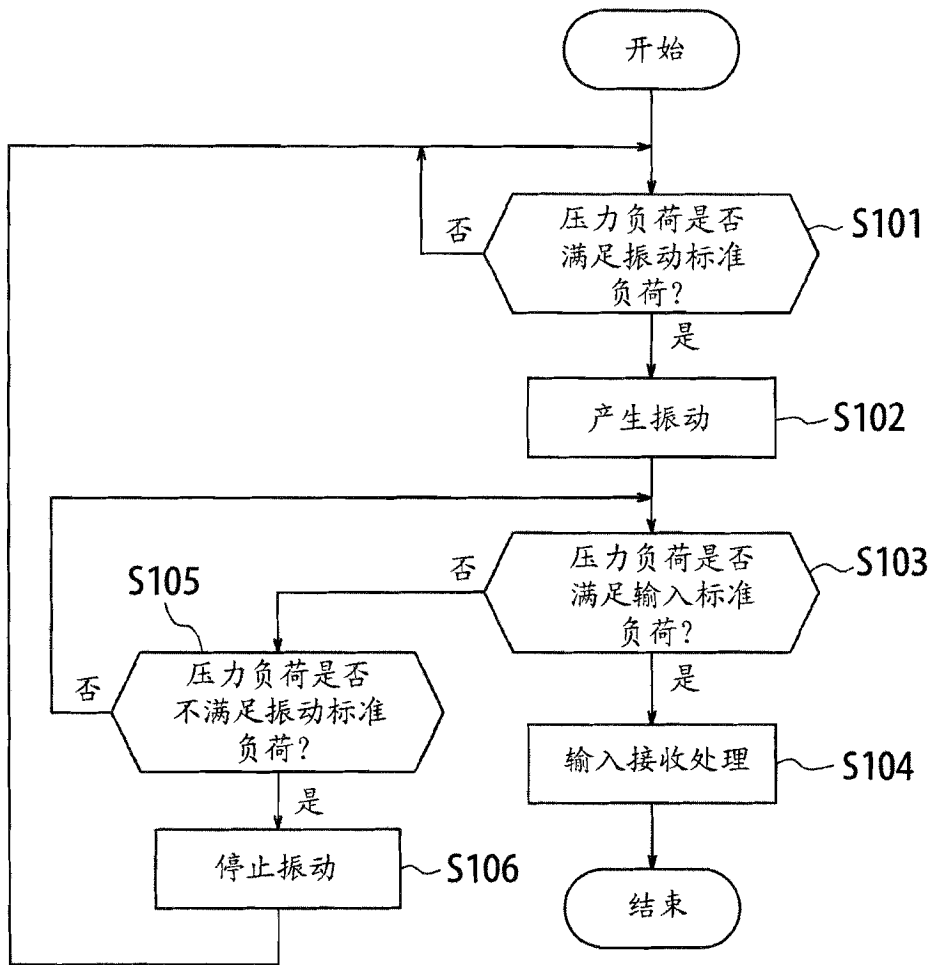 开始
压力负荷是否
满足振动标准
负荷?
S101
否
是
产生振动
S102
压力负荷是否
满足输入标准
负荷?
S103
否
是
S105
压力负荷是否
不满足振动标准
负荷?
否
是
输入接收处理
S104
停止振动
S106
结束